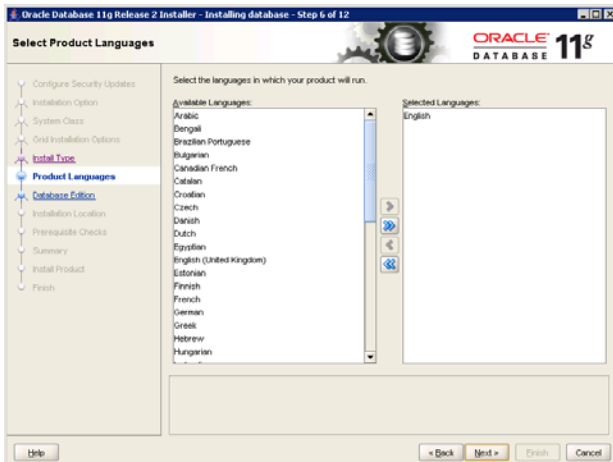 Oracle Database 11g Release 2 Installer - Installing database - Step 6 of 12
Select Product Languages
ORACLE
DATABASE
11g
Configure Security Updates
Installation Option
System Class
Grid Installation Options
Install Type
Product Languages
Database Edition
Installation Location
Prerequisite Checks
Summary
Install Product
Finish
Select the languages in which your product will run.
Available Languages:
Arabic
Bengali
Brazilian Portuguese
Bulgarian
Canadian French
Catalan
Croatian
Czech
Danish
Dutch
Egyptian
English (United Kingdom)
Estonian
Finnish
French
German
Greek
Hebrew
Hungarian
Selected Languages:
English
Help
< Back
Next >
Finish
Cancel